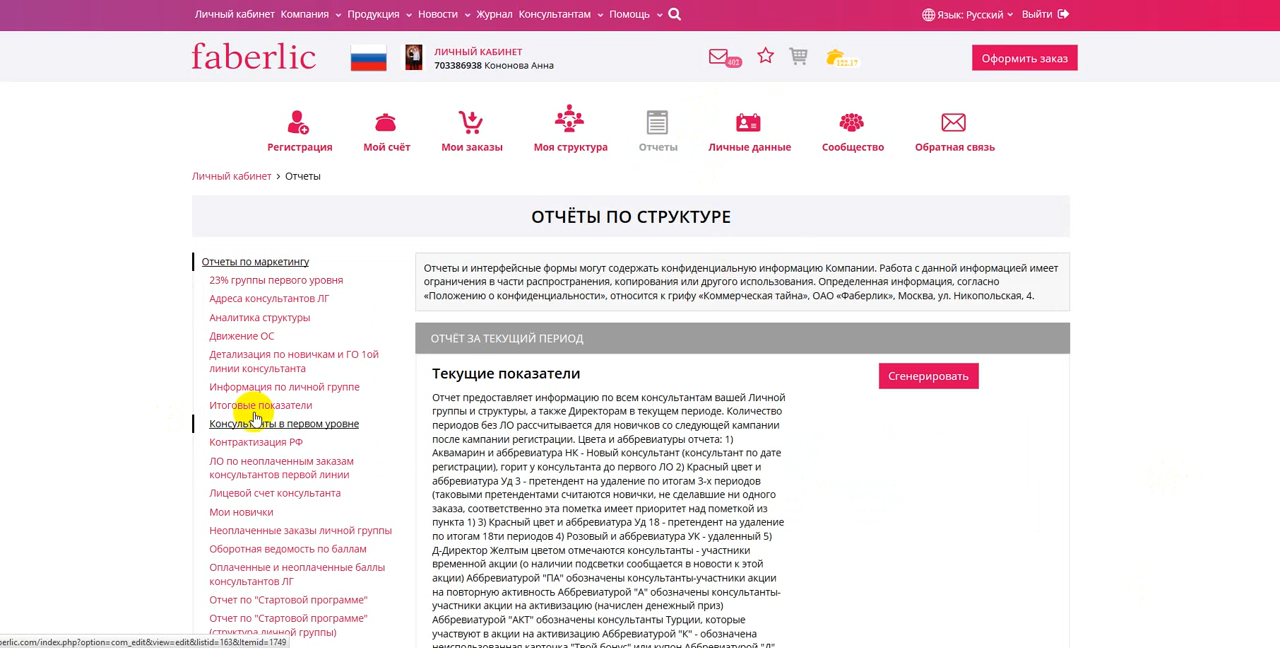 Личный кабинет Компания Продукция Новости Журнал Консультантам Помощь Язык: Русский Выйти
faberlic
ЛИЧНЫЙ КАБИНЕТ
703386938 Кононова Анна
402
122.17
Оформить заказ
Регистрация Мой счёт Мои заказы Моя структура Отчеты Личные данные Сообщество Обратная связь
Личный кабинет > Отчеты
ОТЧЁТЫ ПО СТРУКТУРЕ
Отчеты по маркетингу
23% группы первого уровня
Адреса консультантов ЛГ
Аналитика структуры
Движение ОС
Детализация по новичкам и ГО 1ой
линии консультанта
Информация по личной группе
Итоговые показатели
Консультанты в первом уровне
Контрактизация РФ
ЛО по неоплаченным заказам
консультантов первой линии
Лицевой счет консультанта
Мои новички
Неоплаченные заказы личной группы
Оборотная ведомость по баллам
Оплаченные и неоплаченные баллы
консультантов ЛГ
Отчет по "Стартовой программе"
Отчет по "Стартовой программе"
(структура личной группы)
Отчеты и интерфейсные формы могут содержать конфиденциальную информацию Компании. Работа с данной информацией имеет
ограничения в части распространения, копирования или другого использования. Определенная информация, согласно
«Положению о конфиденциальности», относится к грифу «Коммерческая тайна», ОАО «Фаберлик», Москва, ул. Никопольская, 4.
ОТЧЁТ ЗА ТЕКУЩИЙ ПЕРИОД
Текущие показатели
Сгенерировать
Отчет предоставляет информацию по всем консультантам вашей Личной
группы и структуры, а также Директорам в текущем периоде. Количество
периодов без ЛО рассчитывается для новичков со следующей кампании
после кампании регистрации. Цвета и аббревиатуры отчета: 1)
Аквамарин и аббревиатура НК - Новый консультант (консультант по дате
регистрации), горит у консультанта до первого ЛО 2) Красный цвет и
аббревиатура Уд 3 - претендент на удаление по итогам 3-х периодов
(таковыми претендентами считаются новички, не сделавшие ни одного
заказа, соответственно эта пометка имеет приоритет над пометкой из
пункта 1) 3) Красный цвет и аббревиатура Уд 18 - претендент на удаление
по итогам 18ти периодов 4) Розовый и аббревиатура УК - удаленный 5)
Д-Директор Желтым цветом отмечаются консультанты - участники
временной акции (о наличии подсветки сообщается в новости к этой
акции) Аббревиатурой "ПА" обозначены консультанты-участники акции
на повторную активность Аббревиатурой "А" обозначены консультанты-
участники акции на активизацию (начислен денежный приз)
Аббревиатурой "АКТ" обозначены консультанты Турции, которые
участвуют в акции на активизацию Аббревиатурой "К" - обозначена
неиспользованная карточка "Твой бонус" или купон Аббревиатурой "Д"
berlic.com/index.php?option=com_edit&view=edit&listid=163&Itemid=1749